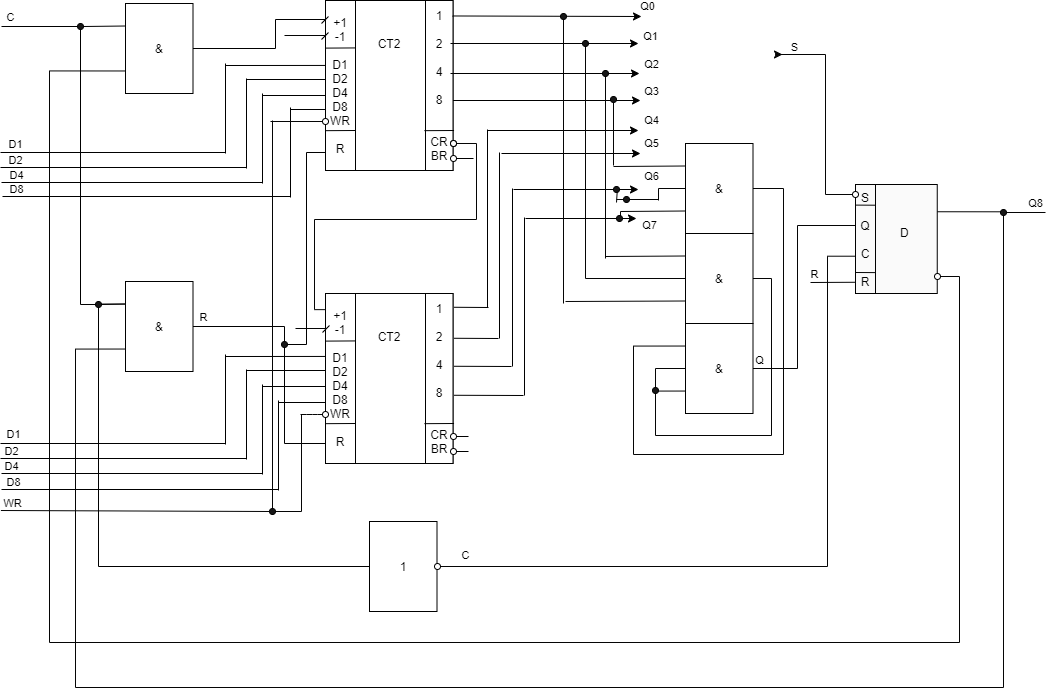 C
&
+1
-1
CT2
1
2
4
8
Q0
Q1
Q2
Q3
Q4
Q5
Q6
Q7
D1
D2
D4
D8
WR
R
CR
BR
D1
D2
D4
D8
S
&
&
&
Q
S
Q
C
R
D
R
Q8
&
R
+1
-1
CT2
1
2
4
8
D1
D2
D4
D8
WR
R
CR
BR
D1
D2
D4
D8
WR
1
C